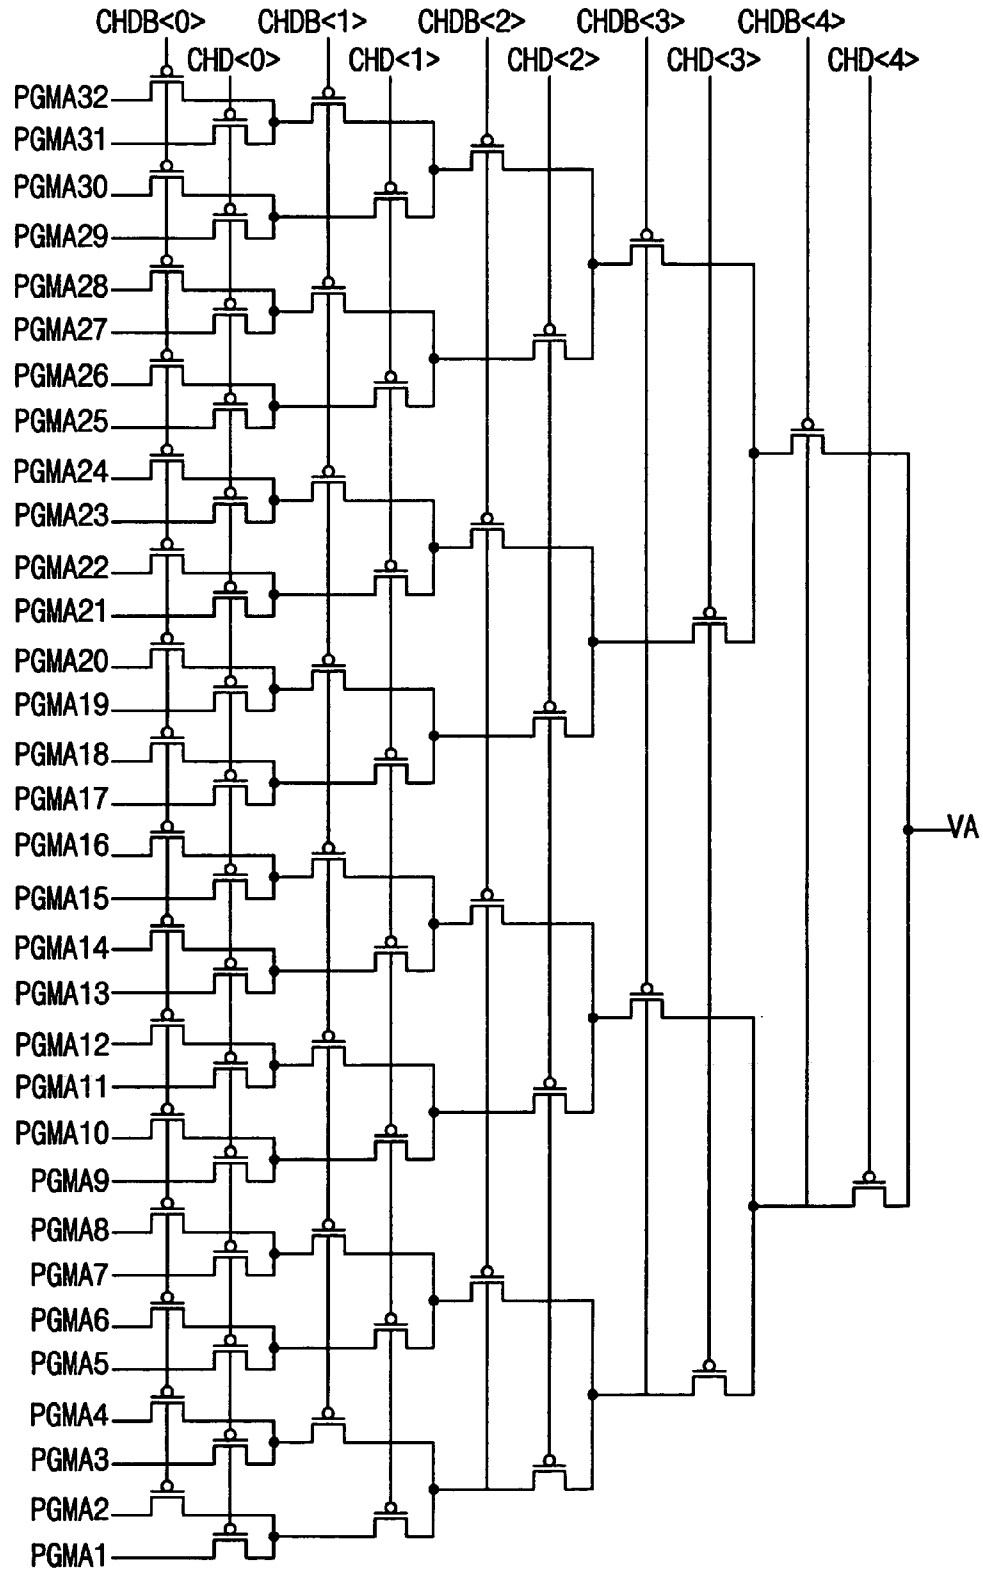 CHDB<0> CHDB<1> CHDB<2> CHDB<3> CHDB<4>
CHD<0> CHD<1> CHD<2> CHD<3> CHD<4>
PGMA32
PGMA31
PGMA30
PGMA29
PGMA28
PGMA27
PGMA26
PGMA25
PGMA24
PGMA23
PGMA22
PGMA21
PGMA20
PGMA19
PGMA18
PGMA17
VA
PGMA16
PGMA15
PGMA14
PGMA13
PGMA12
PGMA11
PGMA10
PGMA9
PGMA8
PGMA7
PGMA6
PGMA5
PGMA4
PGMA3
PGMA2
PGMA1